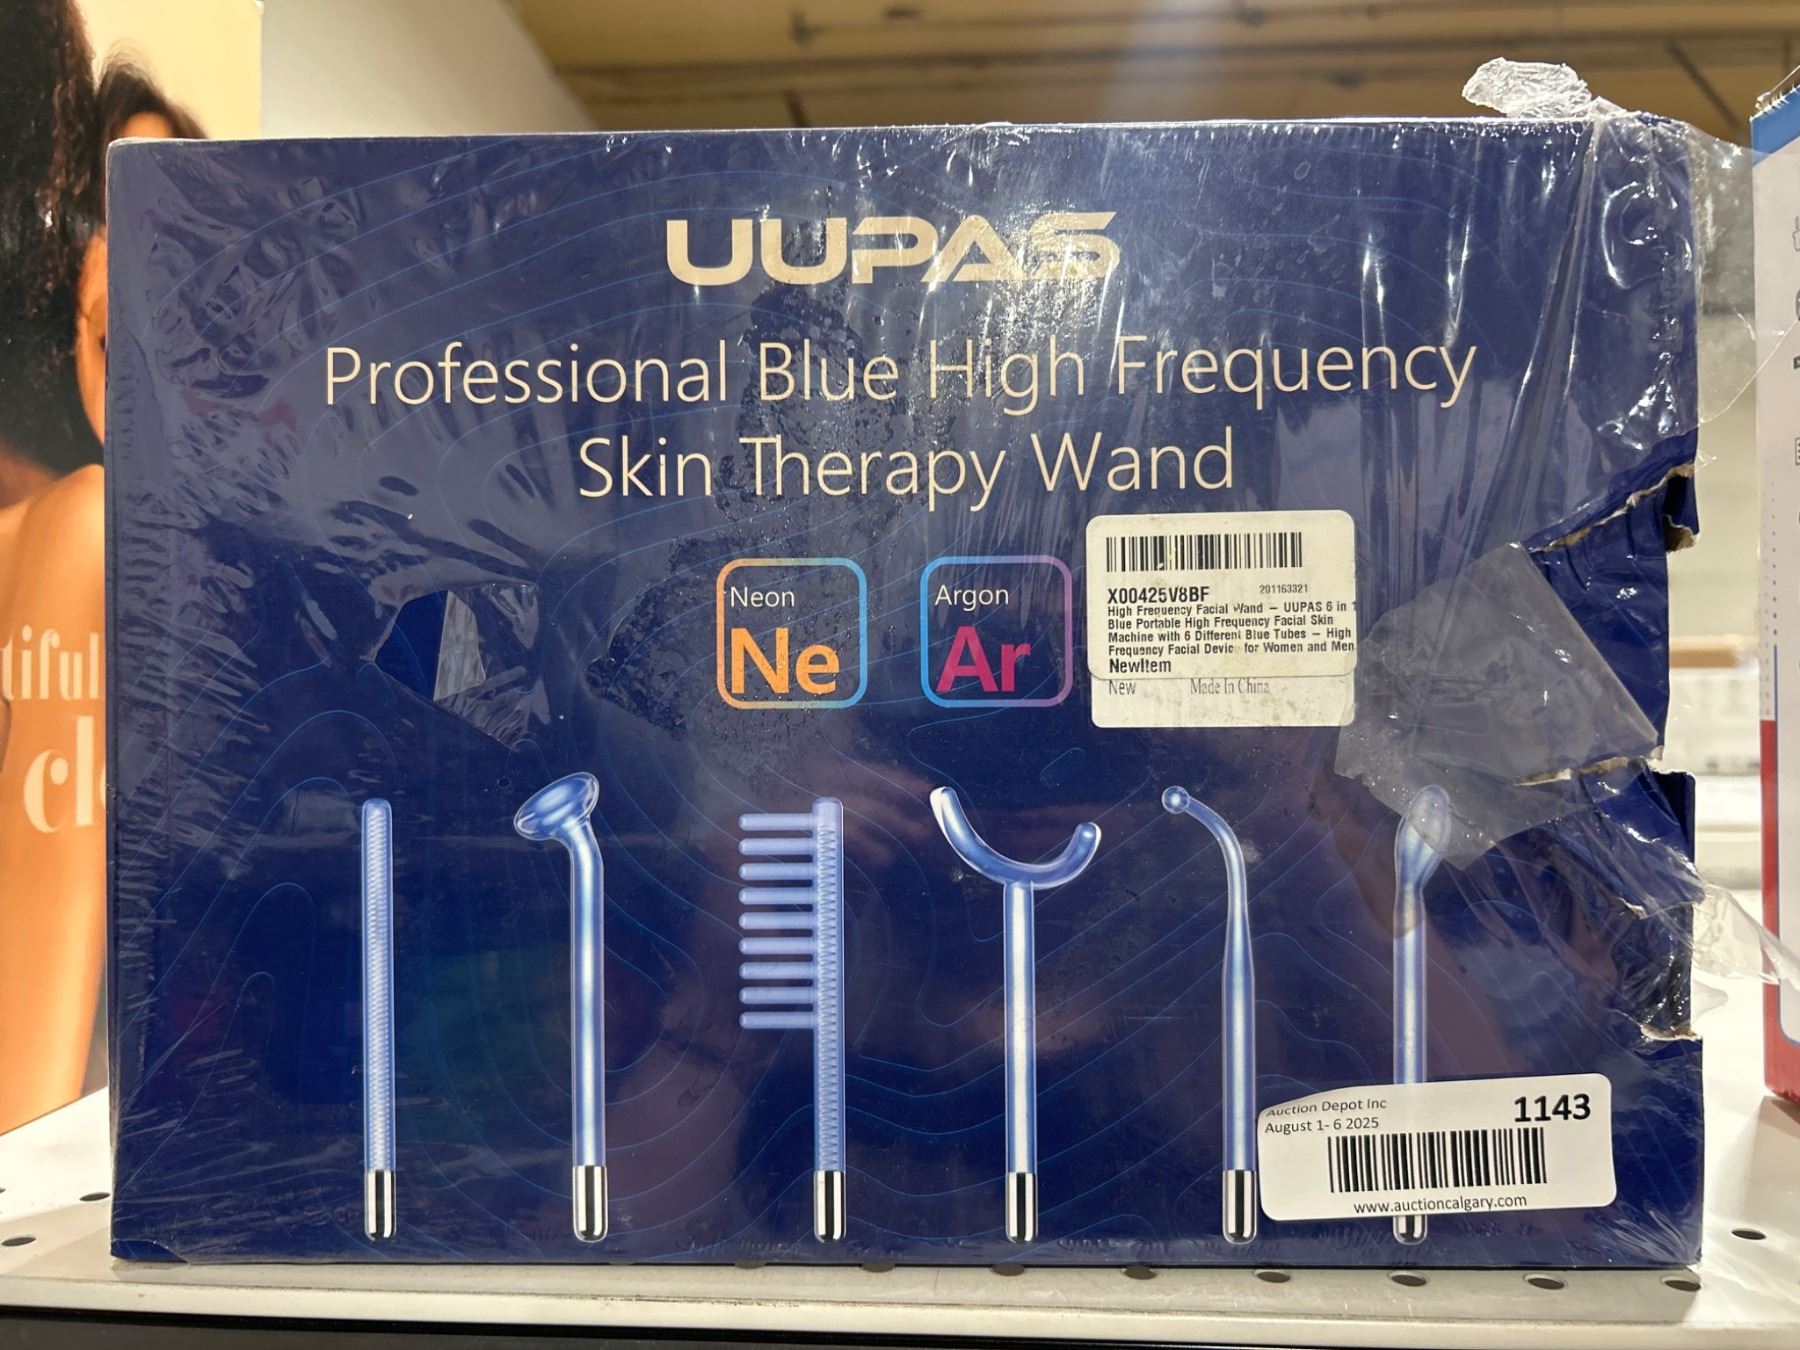 UUPAS
Professional Blue High Frequency
Skin Therapy Wand
Neon
Ne
Argon
Ar
X00425V8BF 201163321
High Frequency Facial Wand – UUPAS 6 in 1
Blue Portable High Frequency Facial Skin
Machine with 6 Different Blue Tubes – High
Frequency Facial Devic for Women and Men
NewItem
New Made In China
tiful
cl
Auction Depot Inc 1143
August 1- 6 2025
www.auctioncalgary.com